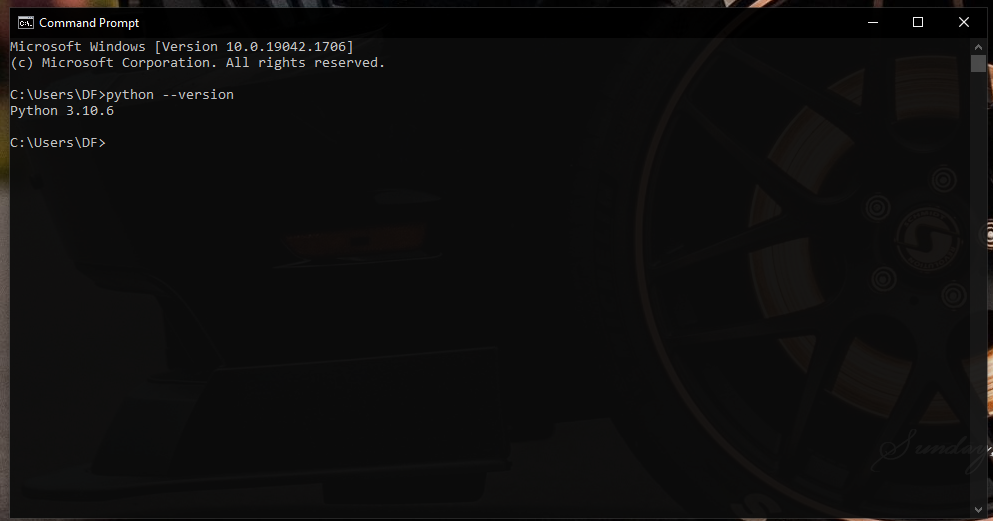 Command Prompt
Microsoft Windows [Version 10.0.19042.1706]
(c) Microsoft Corporation. All rights reserved.
C:\Users\DF>python --version
Python 3.10.6
C:\Users\DF>
Sunday